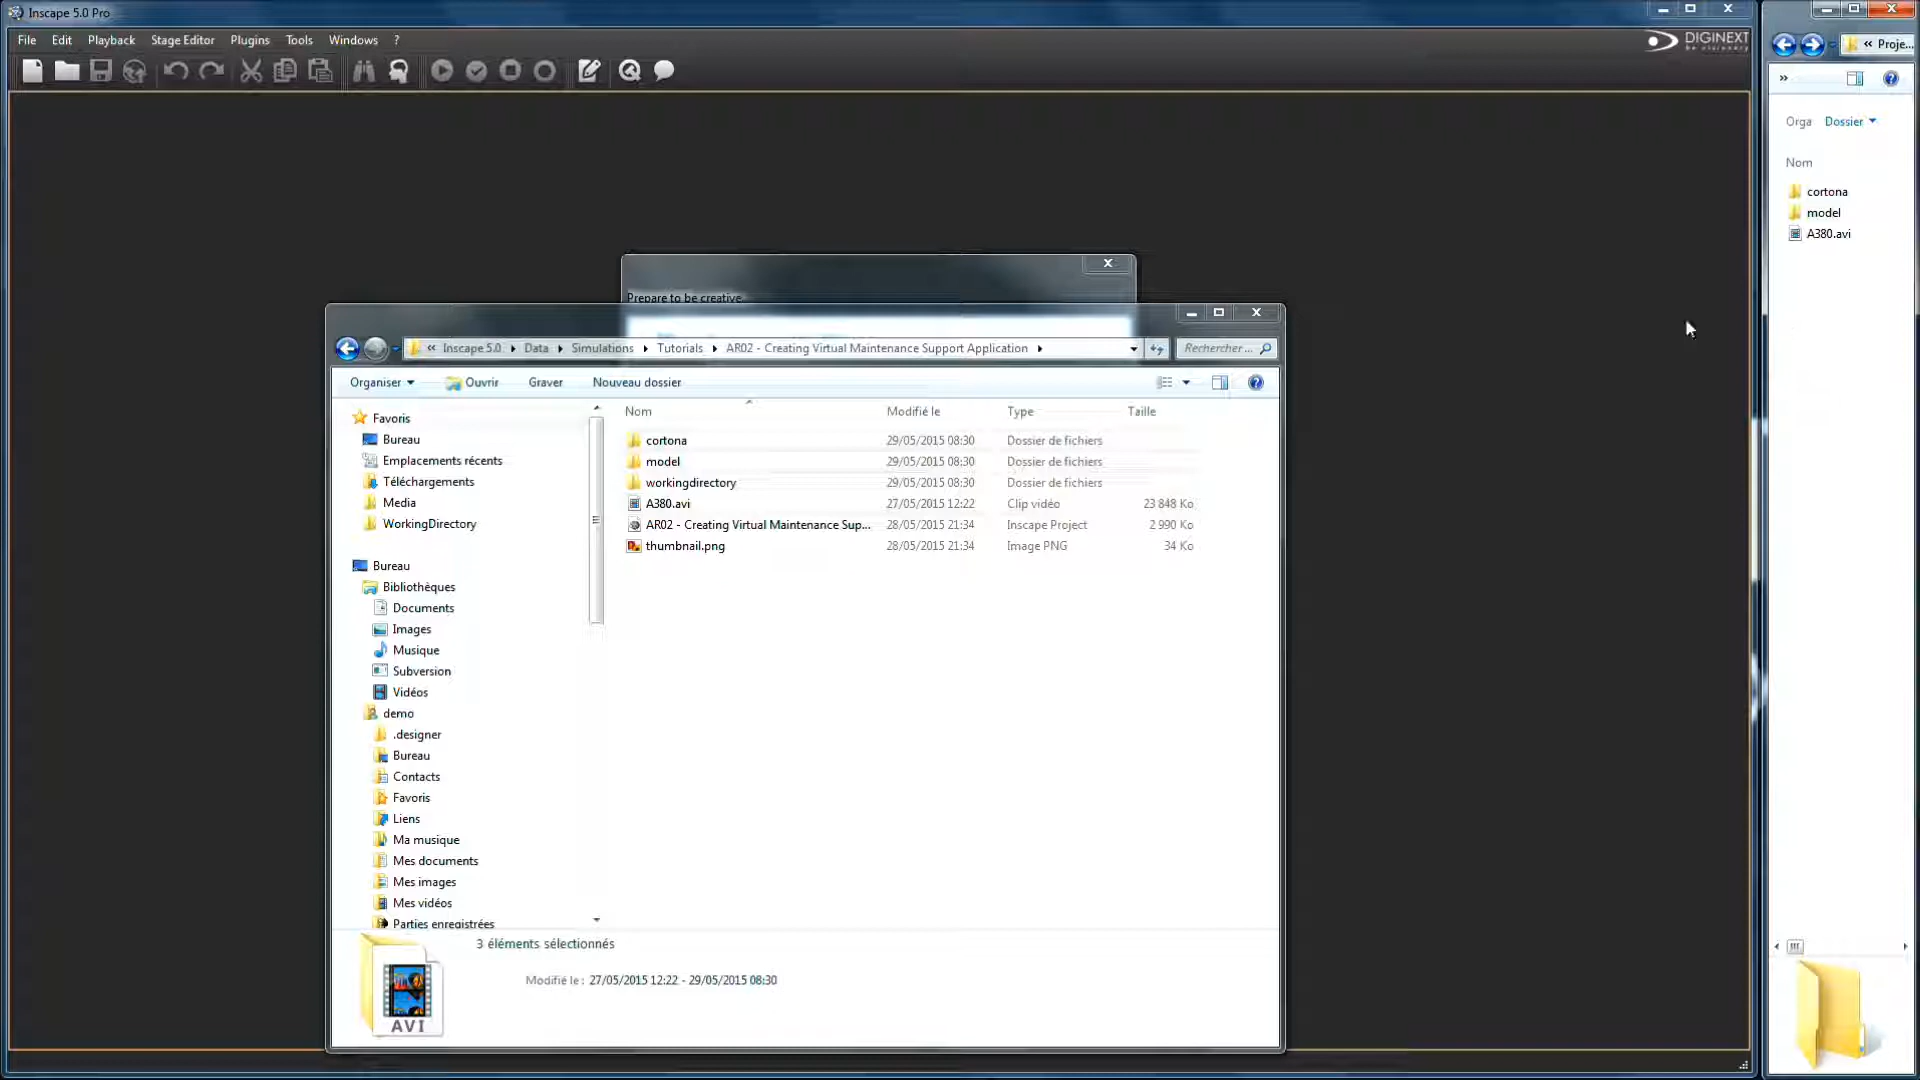 Inscape 5.0 Pro
File Edit Playback Stage Editor Plugins Tools Windows ?
DIGINEXT
be visionary
« Proje...
»
Orga Dossier
Nom
cortona
model
A380.avi
Prepare to be creative
« Inscape 5.0 Data Simulations Tutorials AR02 - Creating Virtual Maintenance Support Application
Rechercher ...
Organiser Ouvrir Graver Nouveau dossier
Nom Modifié le Type Taille
cortona 29/05/2015 08:30 Dossier de fichiers
model 29/05/2015 08:30 Dossier de fichiers
workingdirectory 29/05/2015 08:30 Dossier de fichiers
A380.avi 27/05/2015 12:22 Clip vidéo 23 848 Ko
AR02 - Creating Virtual Maintenance Sup... 28/05/2015 21:34 Inscape Project 2 990 Ko
thumbnail.png 28/05/2015 21:34 Image PNG 34 Ko
Favoris
Bureau
Emplacements récents
Téléchargements
Media
WorkingDirectory
Bureau
Bibliothèques
Documents
Images
Musique
Subversion
Vidéos
demo
.designer
Bureau
Contacts
Favoris
Liens
Ma musique
Mes documents
Mes images
Mes vidéos
Parties enregistrées
3 éléments sélectionnés
Modifié le : 27/05/2015 12:22 - 29/05/2015 08:30
AVI